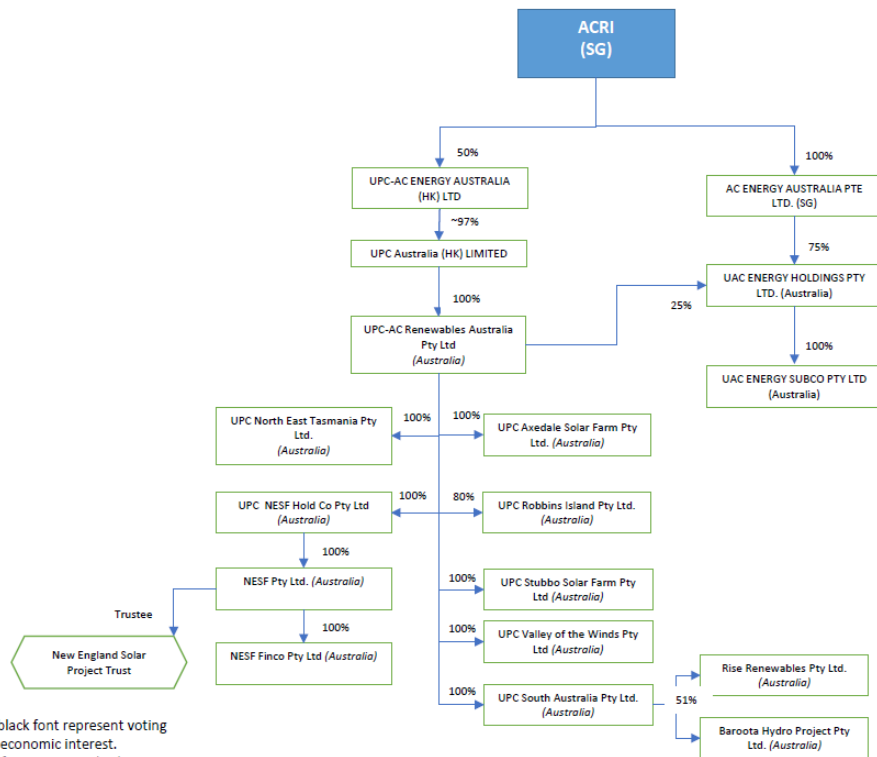 ACRI
(SG)
50%
100%
UPC-AC ENERGY AUSTRALIA
(HK) LTD
AC ENERGY AUSTRALIA PTE
LTD. (SG)
~97%
75%
UPC Australia (HK) LIMITED
UAC ENERGY HOLDINGS PTY
LTD. (Australia)
100%
25%
UPC-AC Renewables Australia
Pty Ltd
(Australia)
100%
UAC ENERGY SUBCO PTY LTD
(Australia)
UPC North East Tasmania Pty
Ltd.
(Australia)
100%
100%
UPC Axedale Solar Farm Pty
Ltd. (Australia)
UPC NESF Hold Co Pty Ltd
(Australia)
100%
80%
UPC Robbins Island Pty Ltd.
(Australia)
100%
NESF Pty Ltd. (Australia)
100%
UPC Stubbo Solar Farm Pty
Ltd (Australia)
Trustee
100%
100%
UPC Valley of the Winds Pty
Ltd (Australia)
New England Solar
Project Trust
NESF Finco Pty Ltd (Australia)
100%
UPC South Australia Pty Ltd.
(Australia)
51%
Rise Renewables Pty Ltd.
(Australia)
Baroota Hydro Project Pty
Ltd. (Australia)
black font represent voting
economic interest.